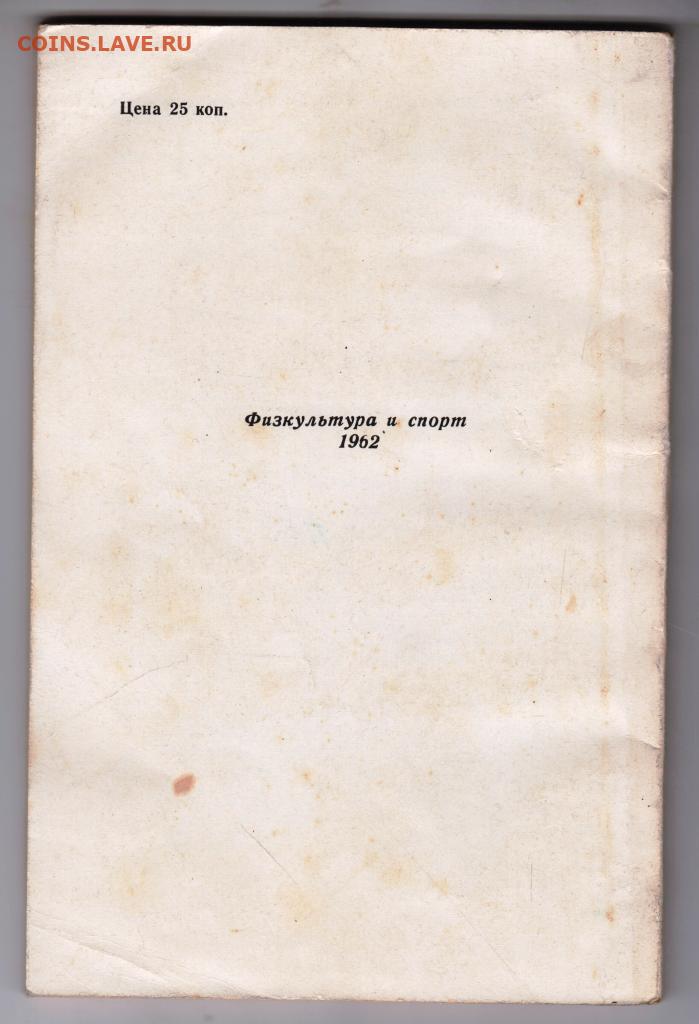 COINS.LAVE.RU
Цена 25 коп.
Физкультура и спорт
1962